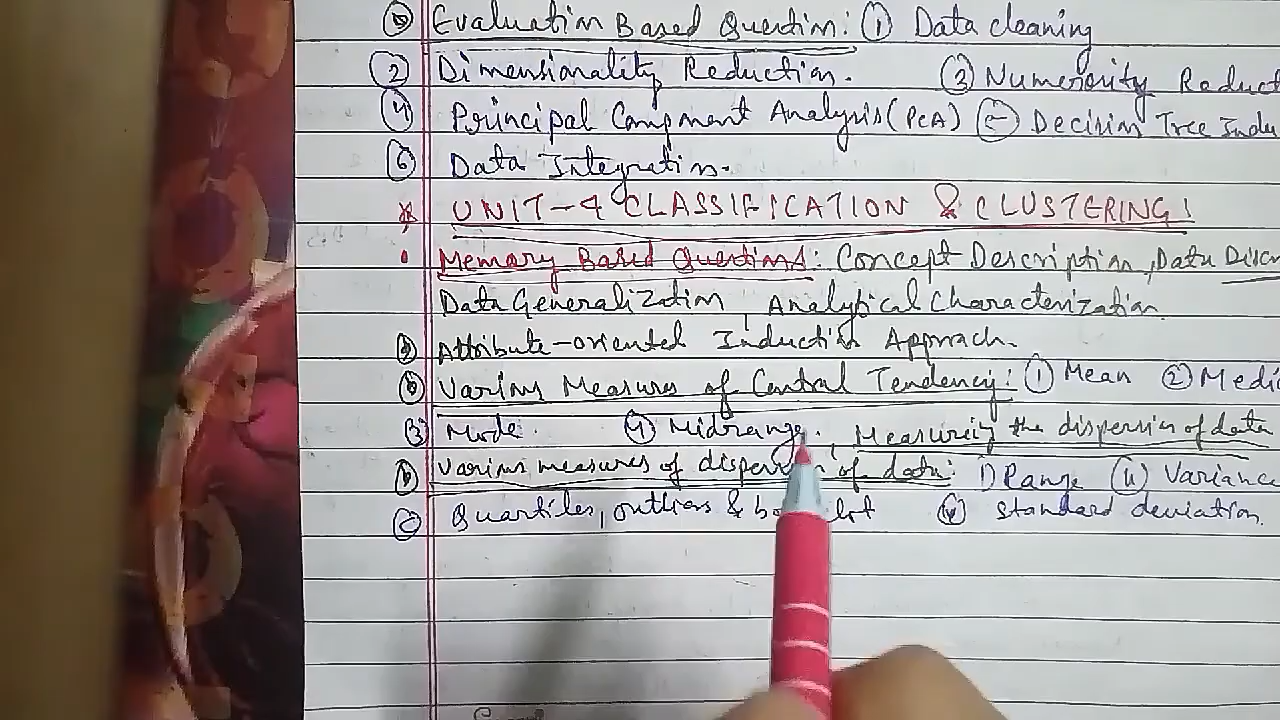 Evaluation Based Question: ① Data cleaning
② Dimensionality Reduction. ③ Numerosity Reduct
④ Principal Component Analysis (PCA) Decision Tree Indu
⑥ Data Integration.
* UNIT-4 CLASSIFICATION & CLUSTERING!
• Memory Based Questions: Concept Description, Data Discr
Data Generalization, Analytical Characterization.
Attribute-oriented Induction Approach.
Various Measures of Central Tendency: ① Mean ② Medi
③ Mode. ④ Midrange. , Measuring the dispersion of data
Various measures of dispersion of data: i) Range (ii) Variance
Quartiles, outliers & standard deviation.